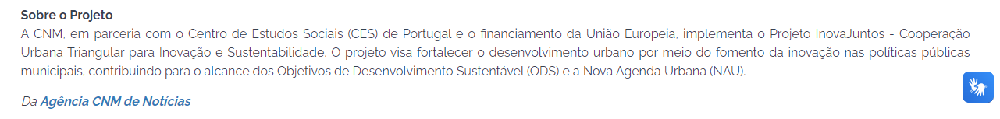 Sobre o Projeto
A CNM, em parceria com o Centro de Estudos Sociais (CES) de Portugal e o financiamento da União Europeia, implementa o Projeto InovaJuntos - Cooperação
Urbana Triangular para Inovação e Sustentabilidade. O projeto visa fortalecer o desenvolvimento urbano por meio do fomento da inovação nas políticas públicas
municipais, contribuindo para o alcance dos Objetivos de Desenvolvimento Sustentável (ODS) e a Nova Agenda Urbana (NAU).
Da Agência CNM de Notícias